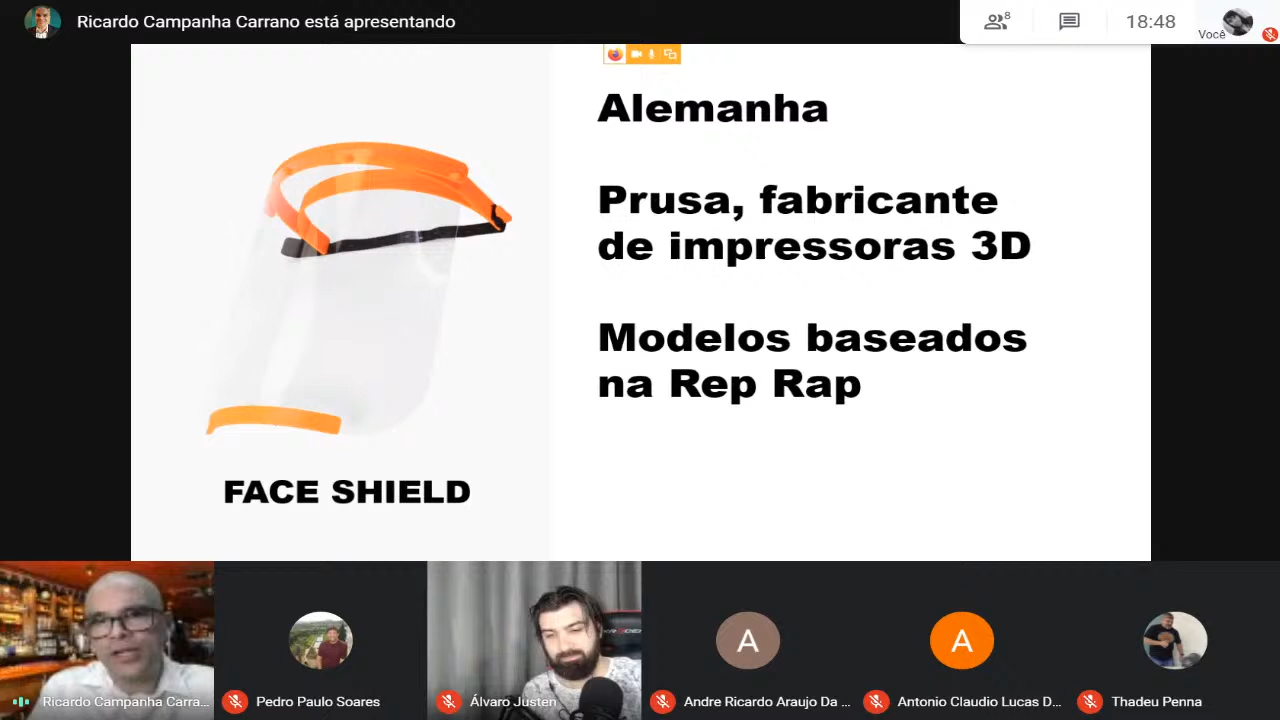 Ricardo Campanha Carrano está apresentando
8
18:48
Você
Alemanha
Prusa, fabricante
de impressoras 3D
Modelos baseados
na Rep Rap
FACE SHIELD
A
A
Ricardo Campanha Carra...
Pedro Paulo Soares
Álvaro Justen
Andre Ricardo Araujo Da ...
Antonio Claudio Lucas D...
Thadeu Penna